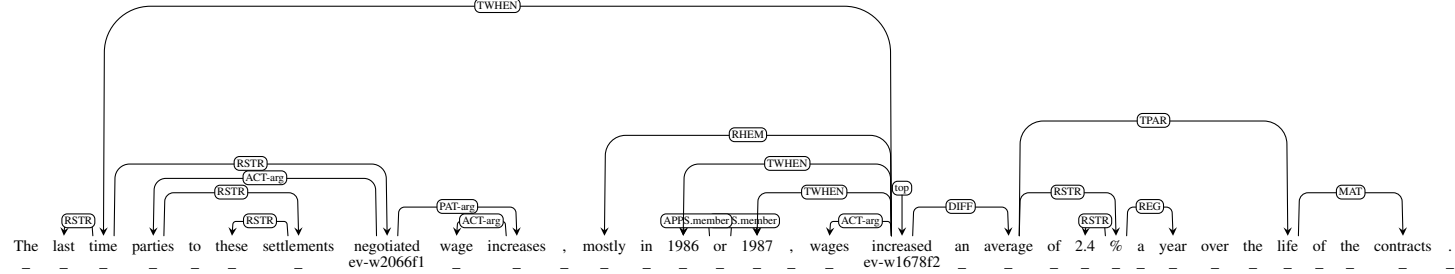 TWHEN
TPAR
RHEM
RSTR TWHEN
ACT-arg
RSTR TWHEN top RSTR MAT
PAT-arg DIFF REG
RSTR RSTR ACT-arg APPS.member S.member ACT-arg RSTR
The last time parties to these settlements negotiated wage increases , mostly in 1986 or 1987 , wages increased an average of 2.4 % a year over the life of the contracts .
_ _ _ _ _ _ _ ev-w2066f1 _ _ _ _ _ _ _ _ _ _ ev-w1678f2 _ _ _ _ _ _ _ _ _ _ _ _ _ _